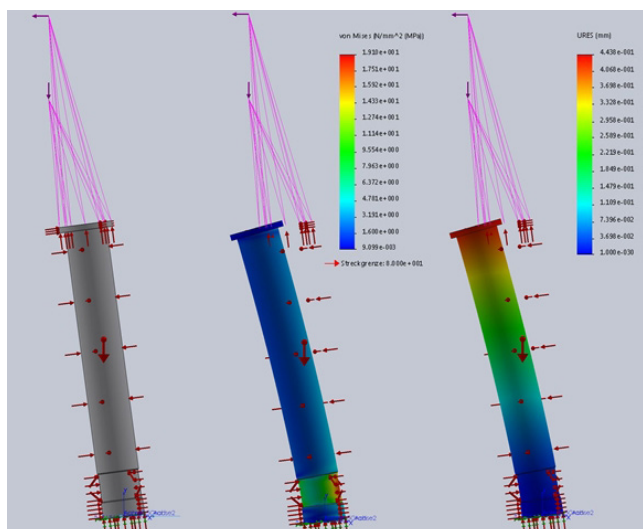 von Mises (N/mm^2 (MPa))
1.910e+001
1.751e+001
1.592e+001
1.433e+001
1.274e+001
1.114e+001
9.554e+000
7.963e+000
6.372e+000
4.781e+000
3.191e+000
1.600e+000
9.099e-003
Streckgrenze: 8.000e+001
URES (mm)
4.438e-001
4.068e-001
3.698e-001
3.328e-001
2.958e-001
2.589e-001
2.219e-001
1.849e-001
1.479e-001
1.109e-001
7.396e-002
3.698e-002
1.000e-030